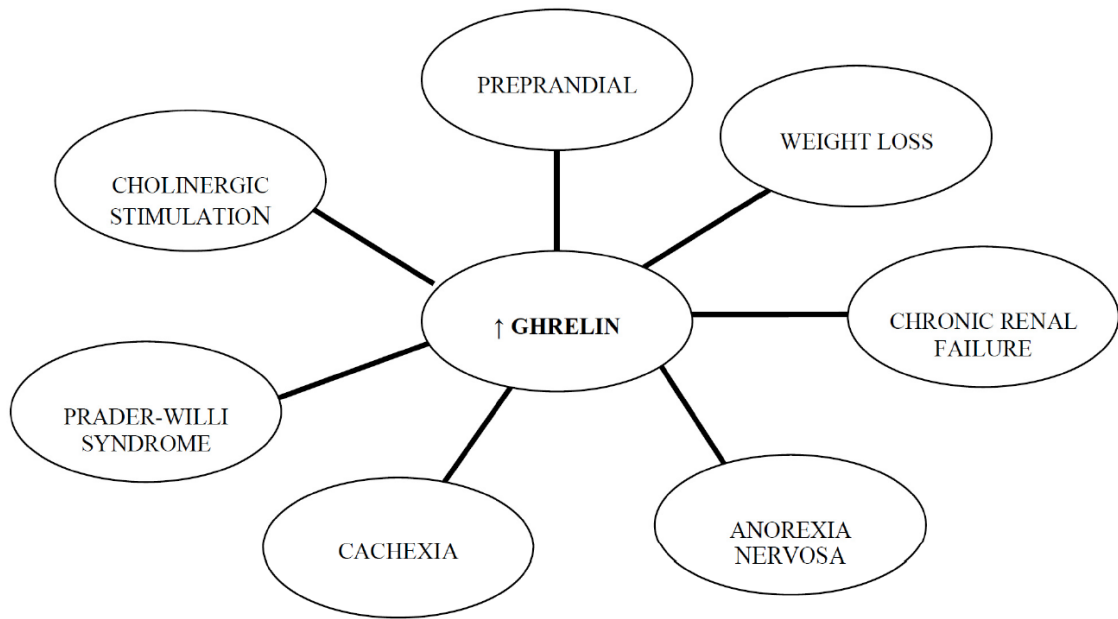 PREPRANDIAL
WEIGHT LOSS
CHOLINERGIC
STIMULATION
↑ GHRELIN
CHRONIC RENAL
FAILURE
PRADER-WILLI
SYNDROME
CACHEXIA
ANOREXIA
NERVOSA